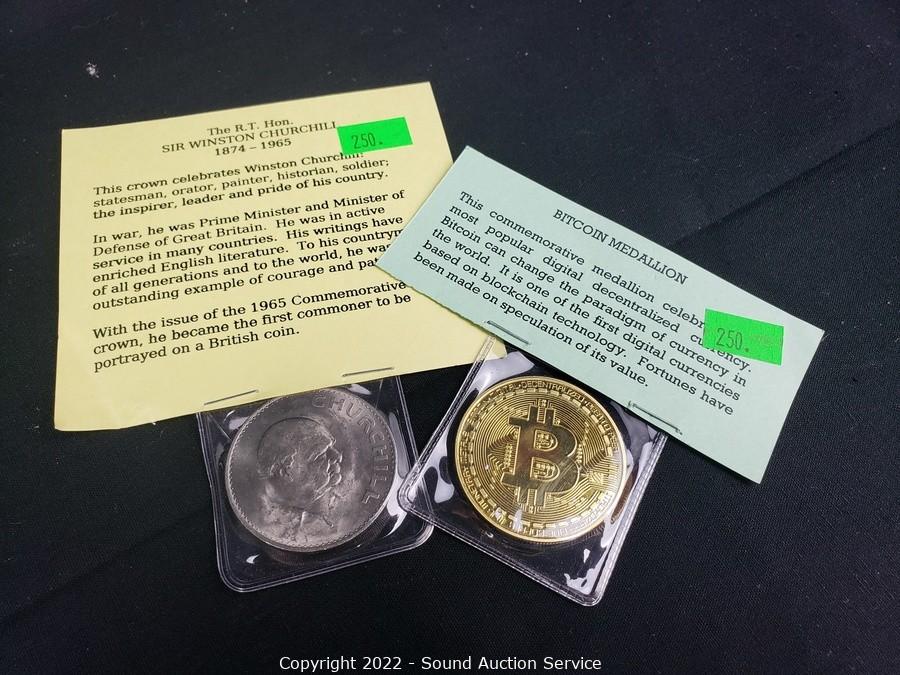 The R.T. Hon.
SIR WINSTON CHURCHILL
1874 – 1965
250.
This crown celebrates Winston Churchill:
statesman, orator, painter, historian, soldier;
the inspirer, leader and pride of his country.
In war, he was Prime Minister and Minister of
Defense of Great Britain. He was in active
service in many countries. His writings have
enriched English literature. To his countrym
of all generations and to the world, he was
outstanding example of courage and pat
With the issue of the 1965 Commemorative
crown, he became the first commoner to be
portrayed on a British coin.
BITCOIN MEDALLION
This commemorative medallion celebr
most popular digital decentralized currency.
Bitcoin can change the paradigm of currency in
the world. It is one of the first digital currencies
based on blockchain technology. Fortunes have
been made on speculation of its value.
250.
CHURCHILL
B
Copyright 2022 - Sound Auction Service